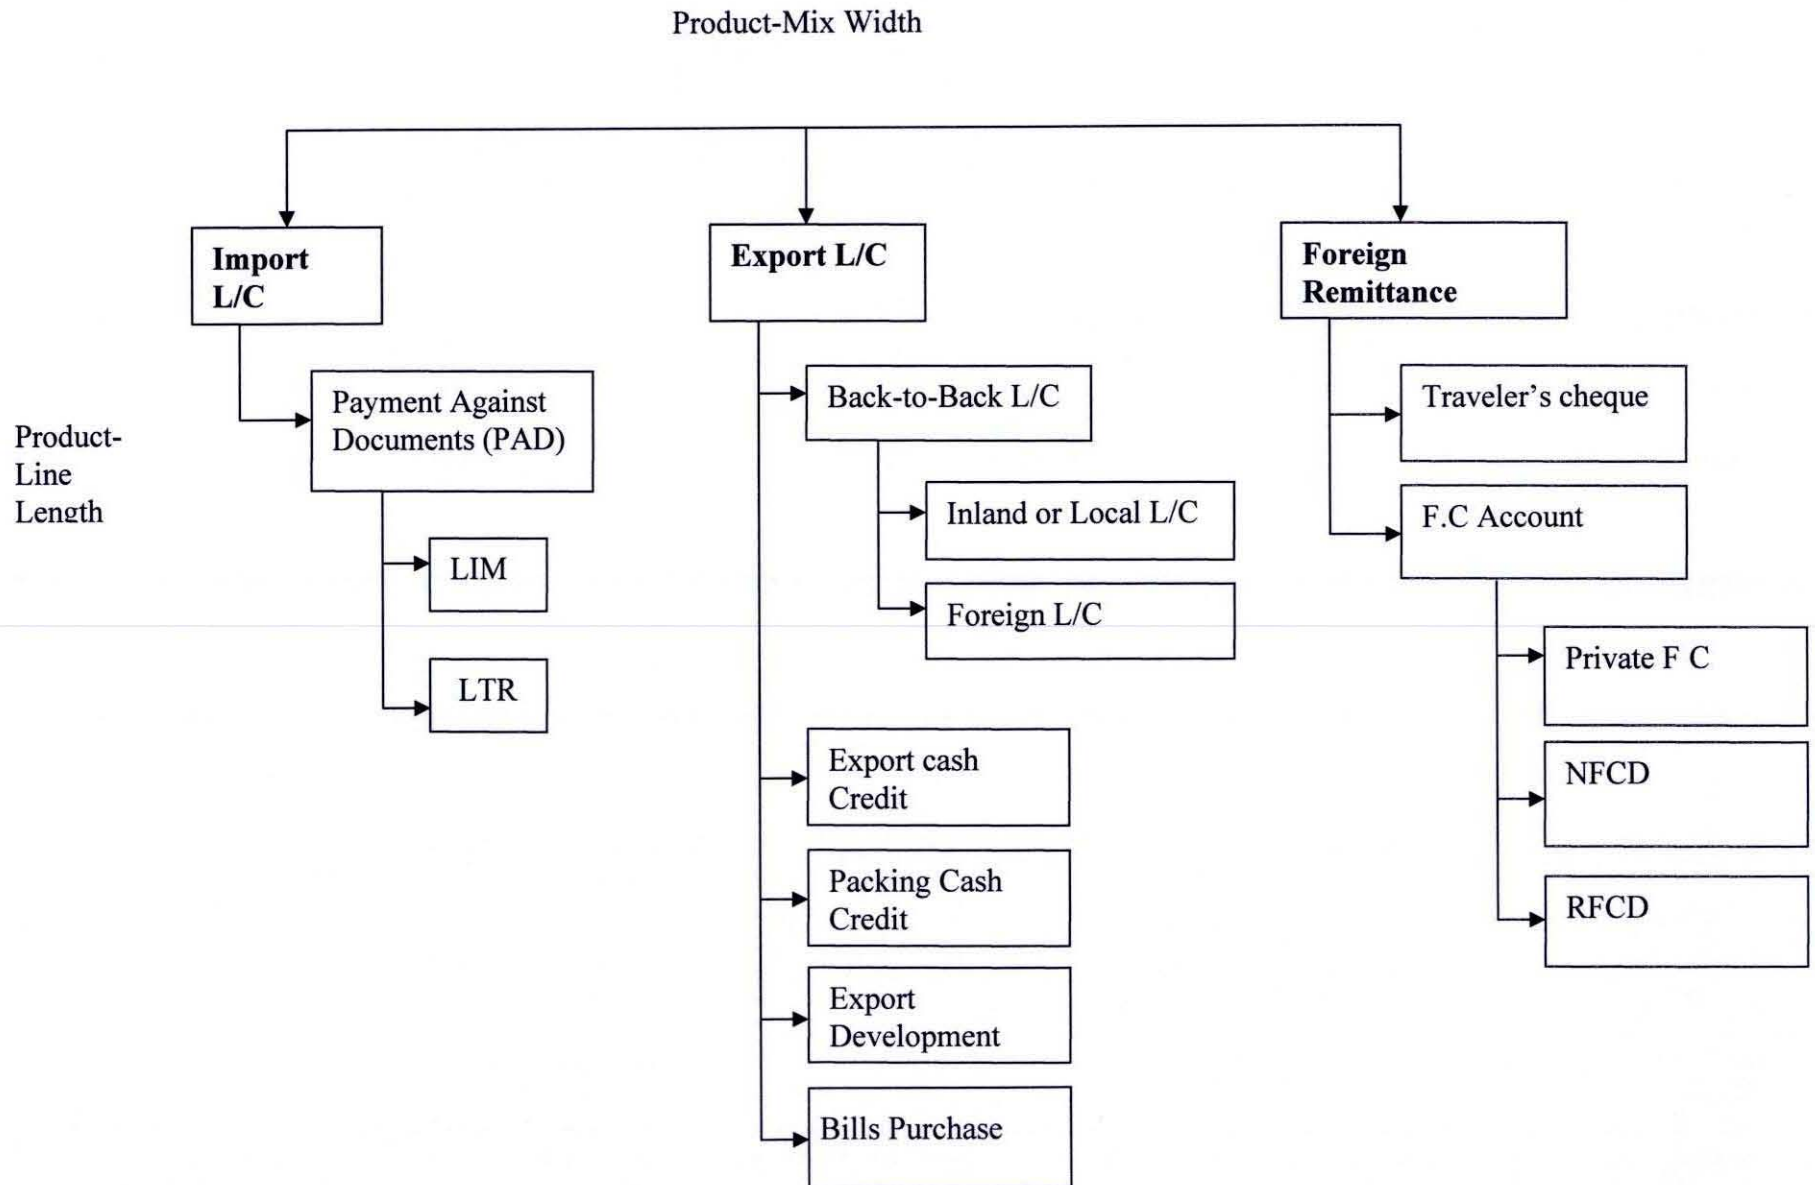 Product-Mix Width
Product-
Line
Length
Import
L/C
Payment Against
Documents (PAD)
LIM
LTR
Export L/C
Back-to-Back L/C
Inland or Local L/C
Foreign L/C
Export cash
Credit
Packing Cash
Credit
Export
Development
Bills Purchase
Foreign
Remittance
Traveler’s cheque
F.C Account
Private F C
NFCD
RFCD